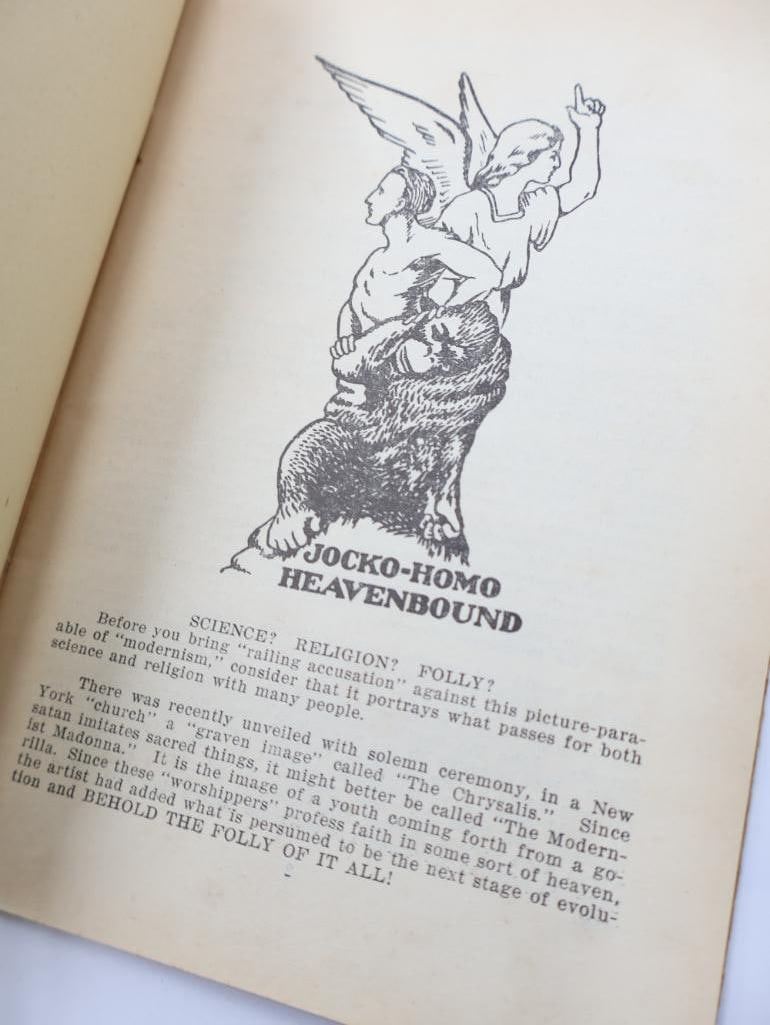 JOCKO-HOMO
HEAVENBOUND
SCIENCE? RELIGION? FOLLY?
Before you bring "railing accusation" against this picture-par-
able of "modernism," consider that it portrays what passes for both
science and religion with many people.
There was recently unveiled with solemn ceremony, in a New
York "church" a "graven image" called "The Chrysalis." Since
satan imitates sacred things, it might better be called "The Modern-
ist Madonna." It is the image of a youth coming forth from a go-
rilla. Since these "worshippers" profess faith in some sort of heaven,
the artist had added what is persumed to be the next stage of evolu-
tion and BEHOLD THE FOLLY OF IT ALL!